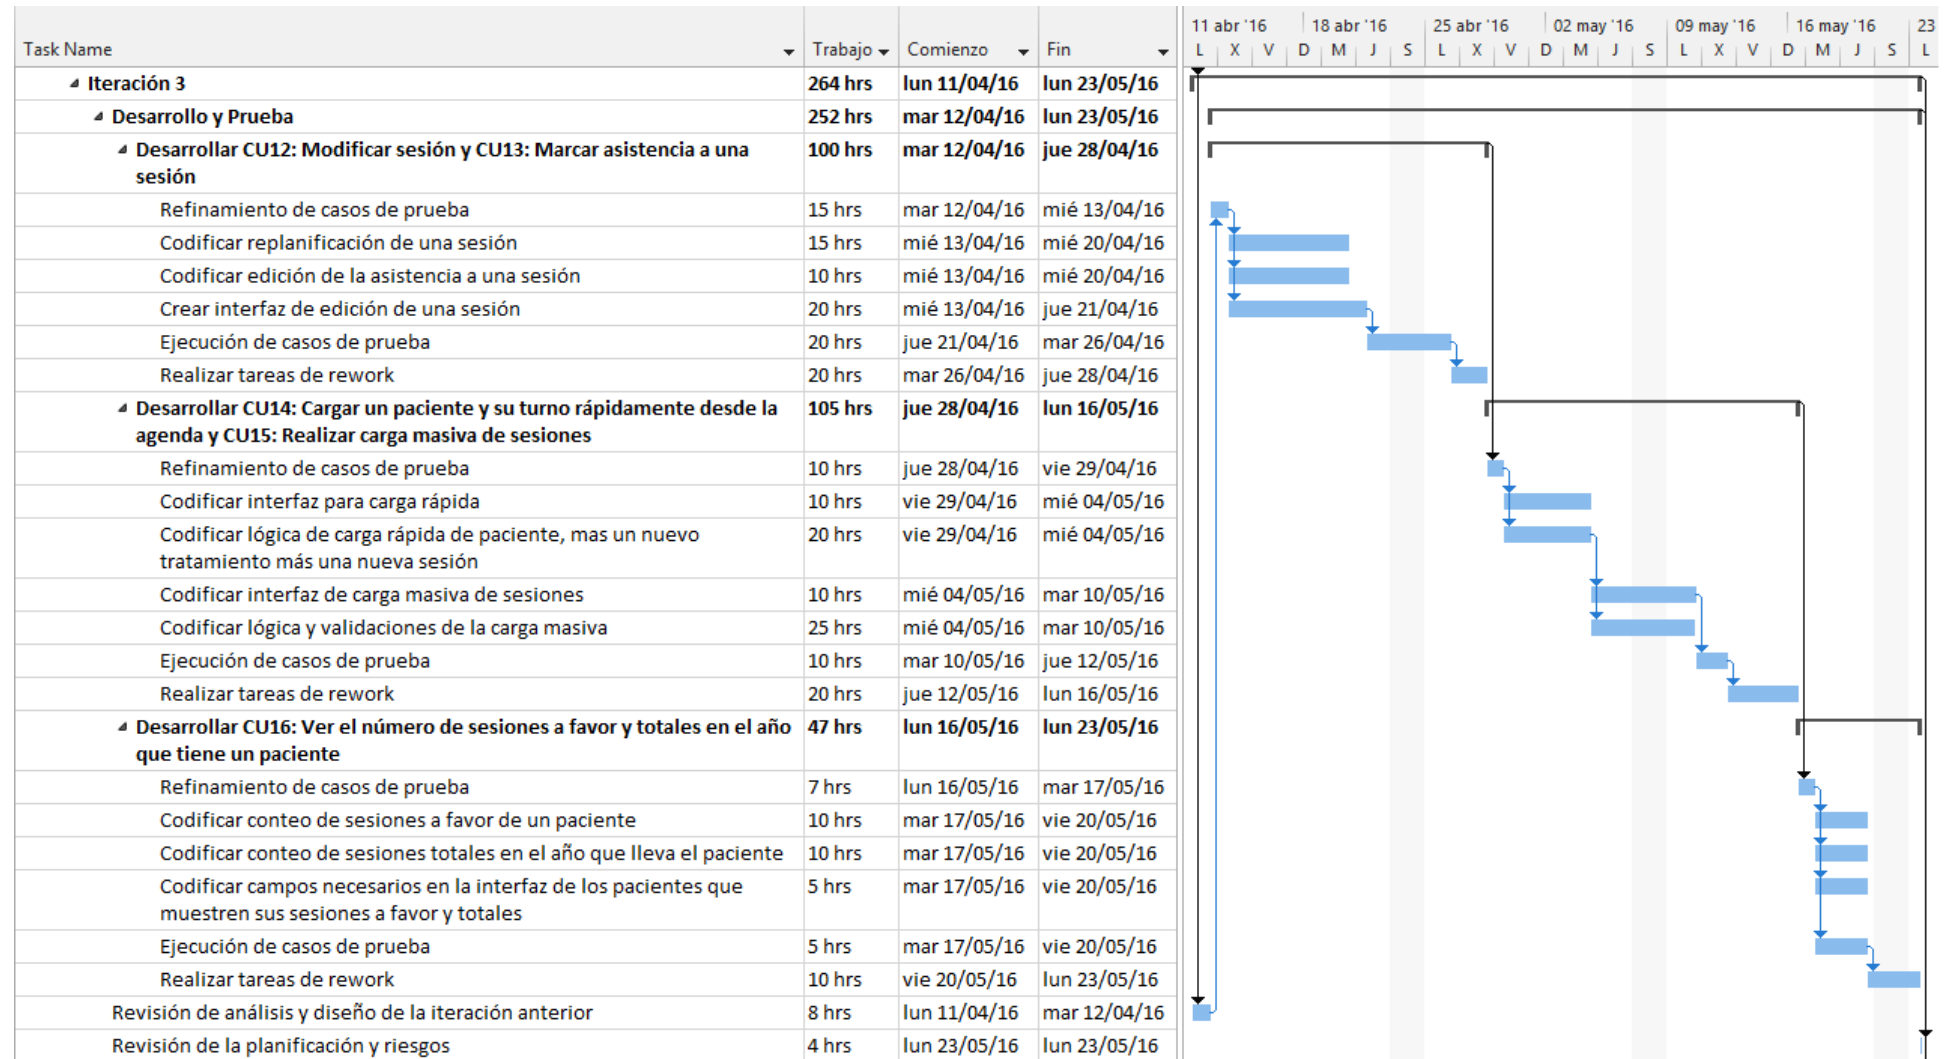 11 abr '16 18 abr '16 25 abr '16 02 may '16 09 may '16 16 may '16 23
Task Name Trabajo Comienzo Fin L X V D M J S L X V D M J S L X V D M J S L
Iteración 3 264 hrs lun 11/04/16 lun 23/05/16
Desarrollo y Prueba 252 hrs mar 12/04/16 lun 23/05/16
Desarrollar CU12: Modificar sesión y CU13: Marcar asistencia a una 100 hrs mar 12/04/16 jue 28/04/16
sesión
Refinamiento de casos de prueba 15 hrs mar 12/04/16 mié 13/04/16
Codificar replanificación de una sesión 15 hrs mié 13/04/16 mié 20/04/16
Codificar edición de la asistencia a una sesión 10 hrs mié 13/04/16 mié 20/04/16
Crear interfaz de edición de una sesión 20 hrs mié 13/04/16 jue 21/04/16
Ejecución de casos de prueba 20 hrs jue 21/04/16 mar 26/04/16
Realizar tareas de rework 20 hrs mar 26/04/16 jue 28/04/16
Desarrollar CU14: Cargar un paciente y su turno rápidamente desde la 105 hrs jue 28/04/16 lun 16/05/16
agenda y CU15: Realizar carga masiva de sesiones
Refinamiento de casos de prueba 10 hrs jue 28/04/16 vie 29/04/16
Codificar interfaz para carga rápida 10 hrs vie 29/04/16 mié 04/05/16
Codificar lógica de carga rápida de paciente, mas un nuevo 20 hrs vie 29/04/16 mié 04/05/16
tratamiento más una nueva sesión
Codificar interfaz de carga masiva de sesiones 10 hrs mié 04/05/16 mar 10/05/16
Codificar lógica y validaciones de la carga masiva 25 hrs mié 04/05/16 mar 10/05/16
Ejecución de casos de prueba 10 hrs mar 10/05/16 jue 12/05/16
Realizar tareas de rework 20 hrs jue 12/05/16 lun 16/05/16
Desarrollar CU16: Ver el número de sesiones a favor y totales en el año 47 hrs lun 16/05/16 lun 23/05/16
que tiene un paciente
Refinamiento de casos de prueba 7 hrs lun 16/05/16 mar 17/05/16
Codificar conteo de sesiones a favor de un paciente 10 hrs mar 17/05/16 vie 20/05/16
Codificar conteo de sesiones totales en el año que lleva el paciente 10 hrs mar 17/05/16 vie 20/05/16
Codificar campos necesarios en la interfaz de los pacientes que 5 hrs mar 17/05/16 vie 20/05/16
muestren sus sesiones a favor y totales
Ejecución de casos de prueba 5 hrs mar 17/05/16 vie 20/05/16
Realizar tareas de rework 10 hrs vie 20/05/16 lun 23/05/16
Revisión de análisis y diseño de la iteración anterior 8 hrs lun 11/04/16 mar 12/04/16
Revisión de la planificación y riesgos 4 hrs lun 23/05/16 lun 23/05/16